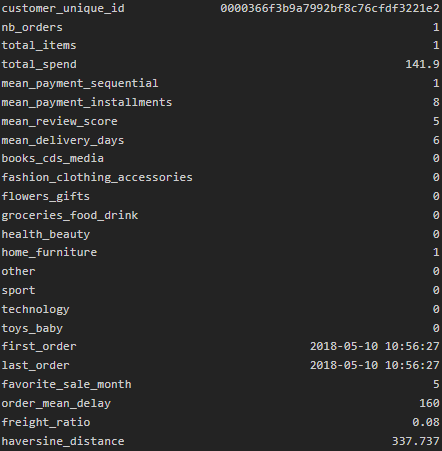 customer_unique_id 0000366f3b9a7992bf8c76cfdf3221e2
nb_orders 1
total_items 1
total_spend 141.9
mean_payment_sequential 1
mean_payment_installments 8
mean_review_score 5
mean_delivery_days 6
books_cds_media 0
fashion_clothing_accessories 0
flowers_gifts 0
groceries_food_drink 0
health_beauty 0
home_furniture 1
other 0
sport 0
technology 0
toys_baby 0
first_order 2018-05-10 10:56:27
last_order 2018-05-10 10:56:27
favorite_sale_month 5
order_mean_delay 160
freight_ratio 0.08
haversine_distance 337.737